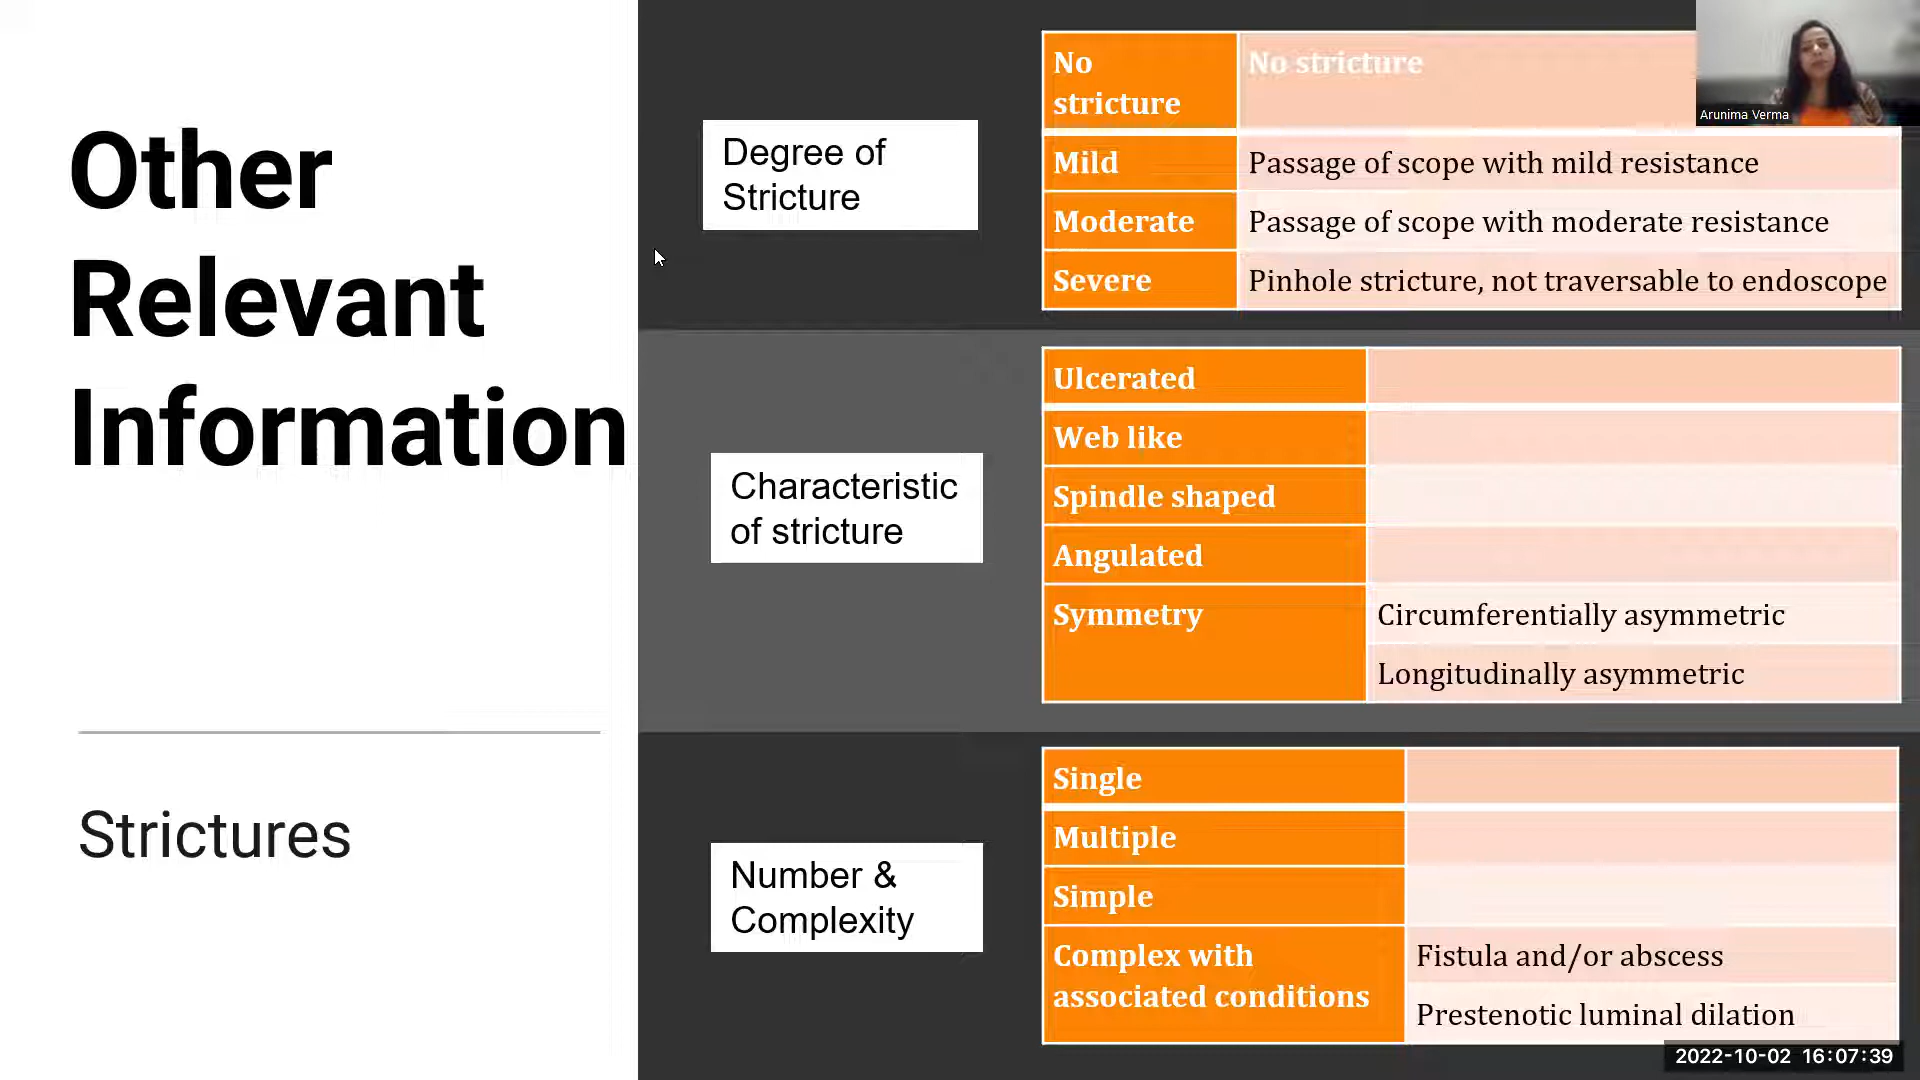 Other
Relevant
Information
Strictures
Degree of
Stricture
No
stricture
No stricture
Mild
Passage of scope with mild resistance
Moderate
Passage of scope with moderate resistance
Severe
Pinhole stricture, not traversable to endoscope
Characteristic
of stricture
Ulcerated
Web like
Spindle shaped
Angulated
Symmetry
Circumferentially asymmetric
Longitudinally asymmetric
Number &
Complexity
Single
Multiple
Simple
Complex with
associated conditions
Fistula and/or abscess
Prestenotic luminal dilation
Arunima Verma
2022-10-02 16:07:39